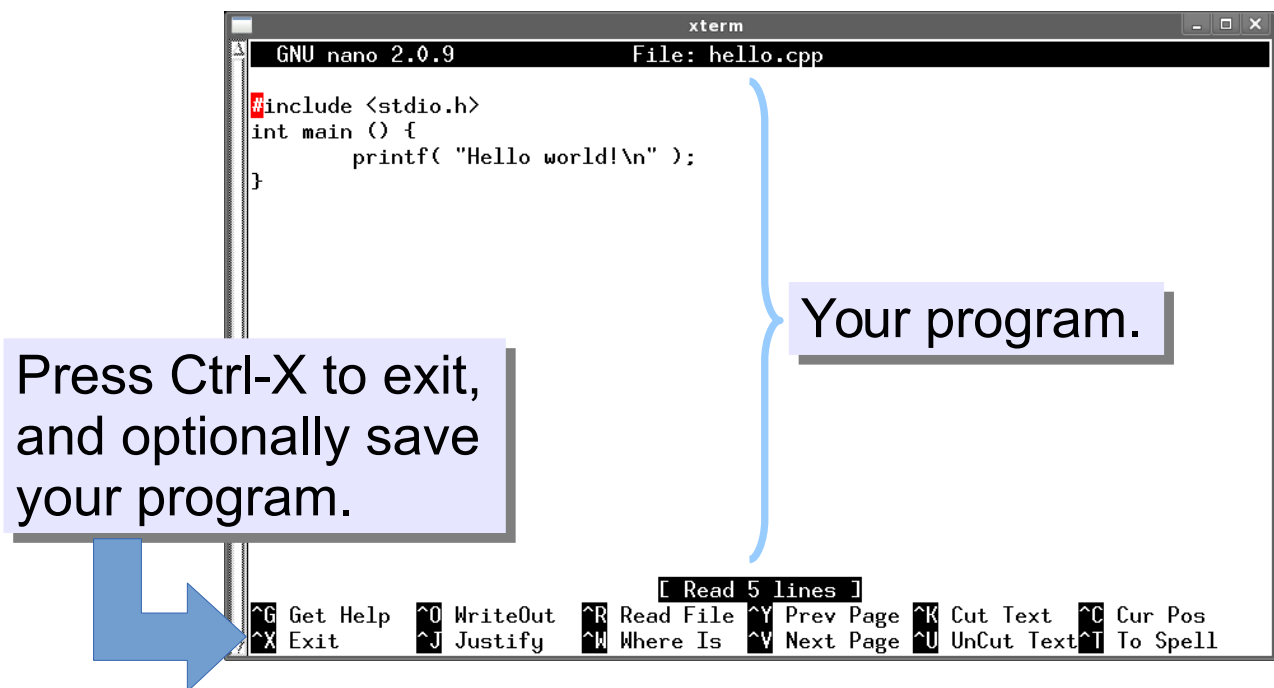 xterm
GNU nano 2.0.9 File: hello.cpp
#include <stdio.h>
int main () {
printf( "Hello world!\n" );
}
Your program.
Press Ctrl-X to exit,
and optionally save
your program.
[ Read 5 lines ]
^G Get Help ^O WriteOut ^R Read File ^Y Prev Page ^K Cut Text ^C Cur Pos
^X Exit ^J Justify ^W Where Is ^V Next Page ^U UnCut Text ^T To Spell